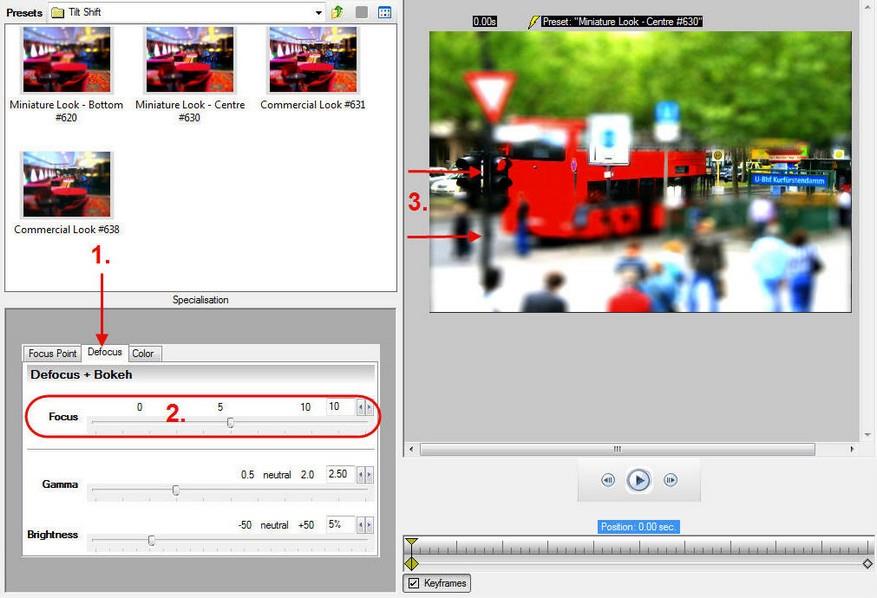 Presets Tilt Shift
Miniature Look - Bottom #620
Miniature Look - Centre #630
Commercial Look #631
Commercial Look #638
1.
Specialisation
Focus Point Defocus Color
Defocus + Bokeh
Focus 0 5 10 10
2.
Gamma 0.5 neutral 2.0 2.50
Brightness -50 neutral +50 5%
0.00s Preset: "Miniature Look - Centre #630"
3.
U-Bhf Kurfürstendamm
Position: 0.00 sec.
Keyframes